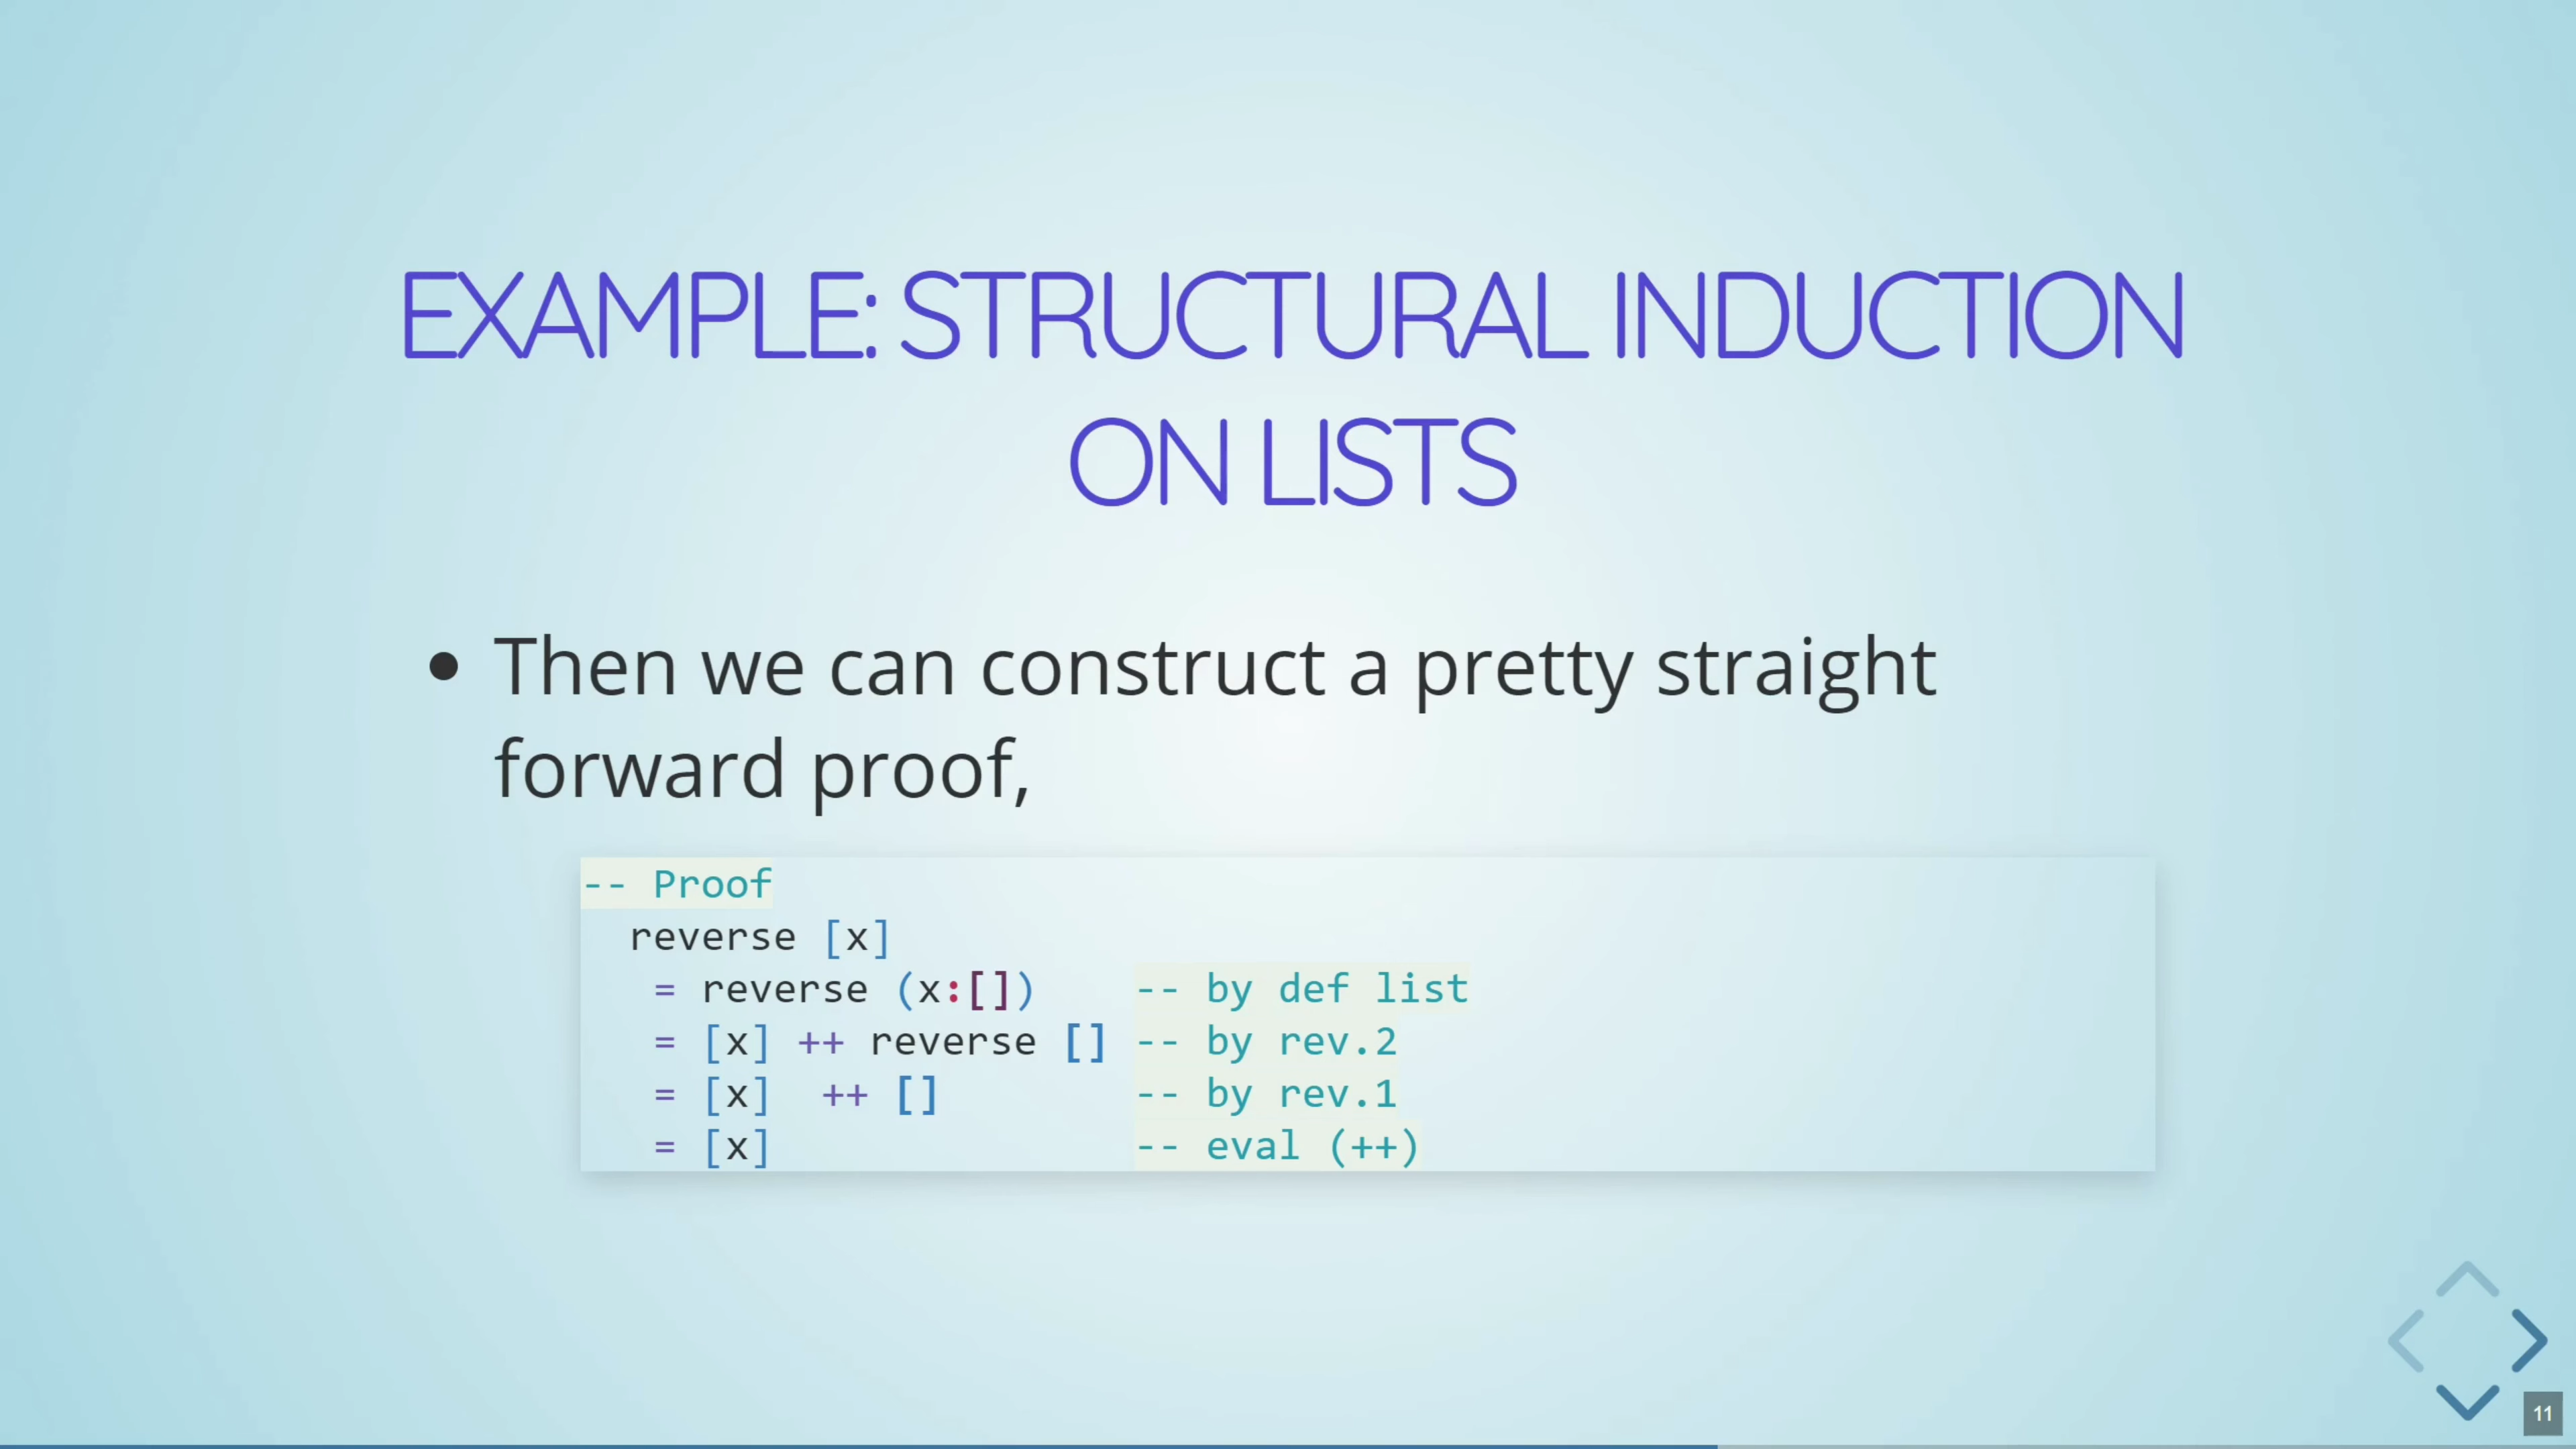 EXAMPLE: STRUCTURAL INDUCTION
ON LISTS
• Then we can construct a pretty straight
forward proof,
-- Proof
reverse [x]
= reverse (x:[]) -- by def list
= [x] ++ reverse [] -- by rev.2
= [x]  ++ [] -- by rev.1
= [x] -- eval (++)
11